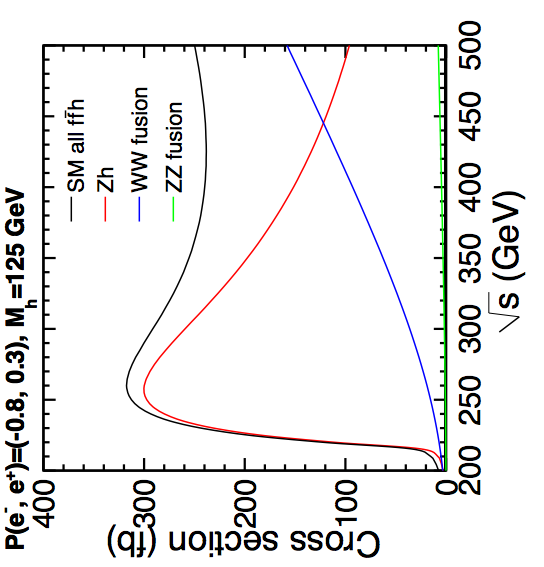 P(e⁻, e⁺)=(-0.8, 0.3), M_h=125 GeV
SM all ff̄h
Zh
WW fusion
ZZ fusion
Cross section (fb)
400
300
200
100
0
200 250 300 350 400 450 500
√s (GeV)